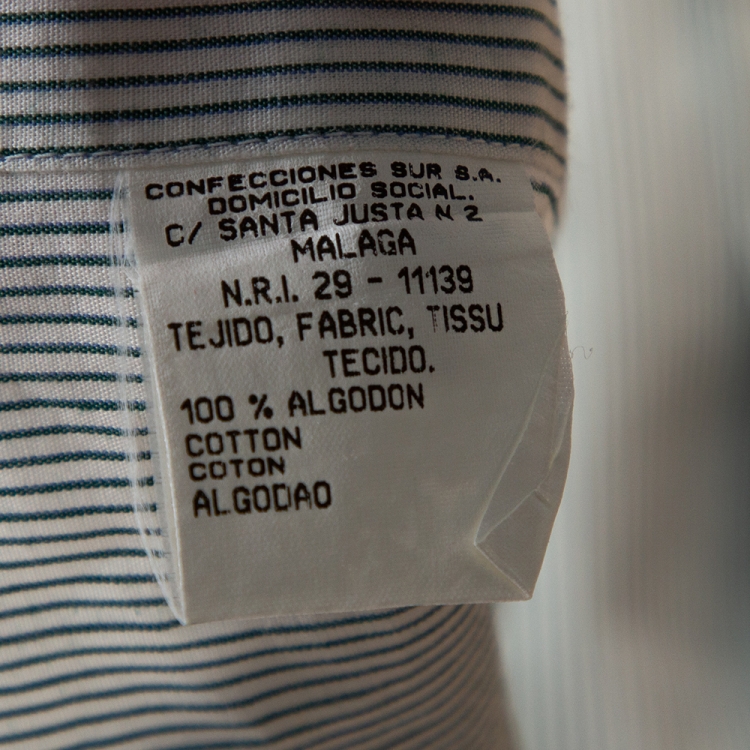 CONFECCIONES SUR S.A.
DOMICILIO SOCIAL.
C/ SANTA JUSTA N 2
MALAGA
N.R.I. 29 - 11139
TEJIDO, FABRIC, TISSU
TECIDO.
100 % ALGODON
COTTON
COTON
ALGODAO